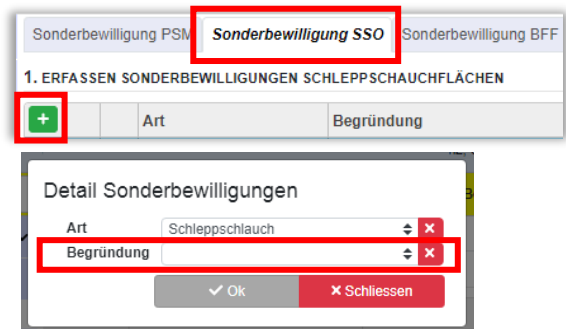 Sonderbewilligung PSM Sonderbewilligung SSO Sonderbewilligung BFF
1. ERFASSEN SONDERBEWILLIGUNGEN SCHLEPPSCHAUCHFLÄCHEN
+ Art Begründung
Detail Sonderbewilligungen
Art Schleppschlauch
Begründung
Ok Schliessen